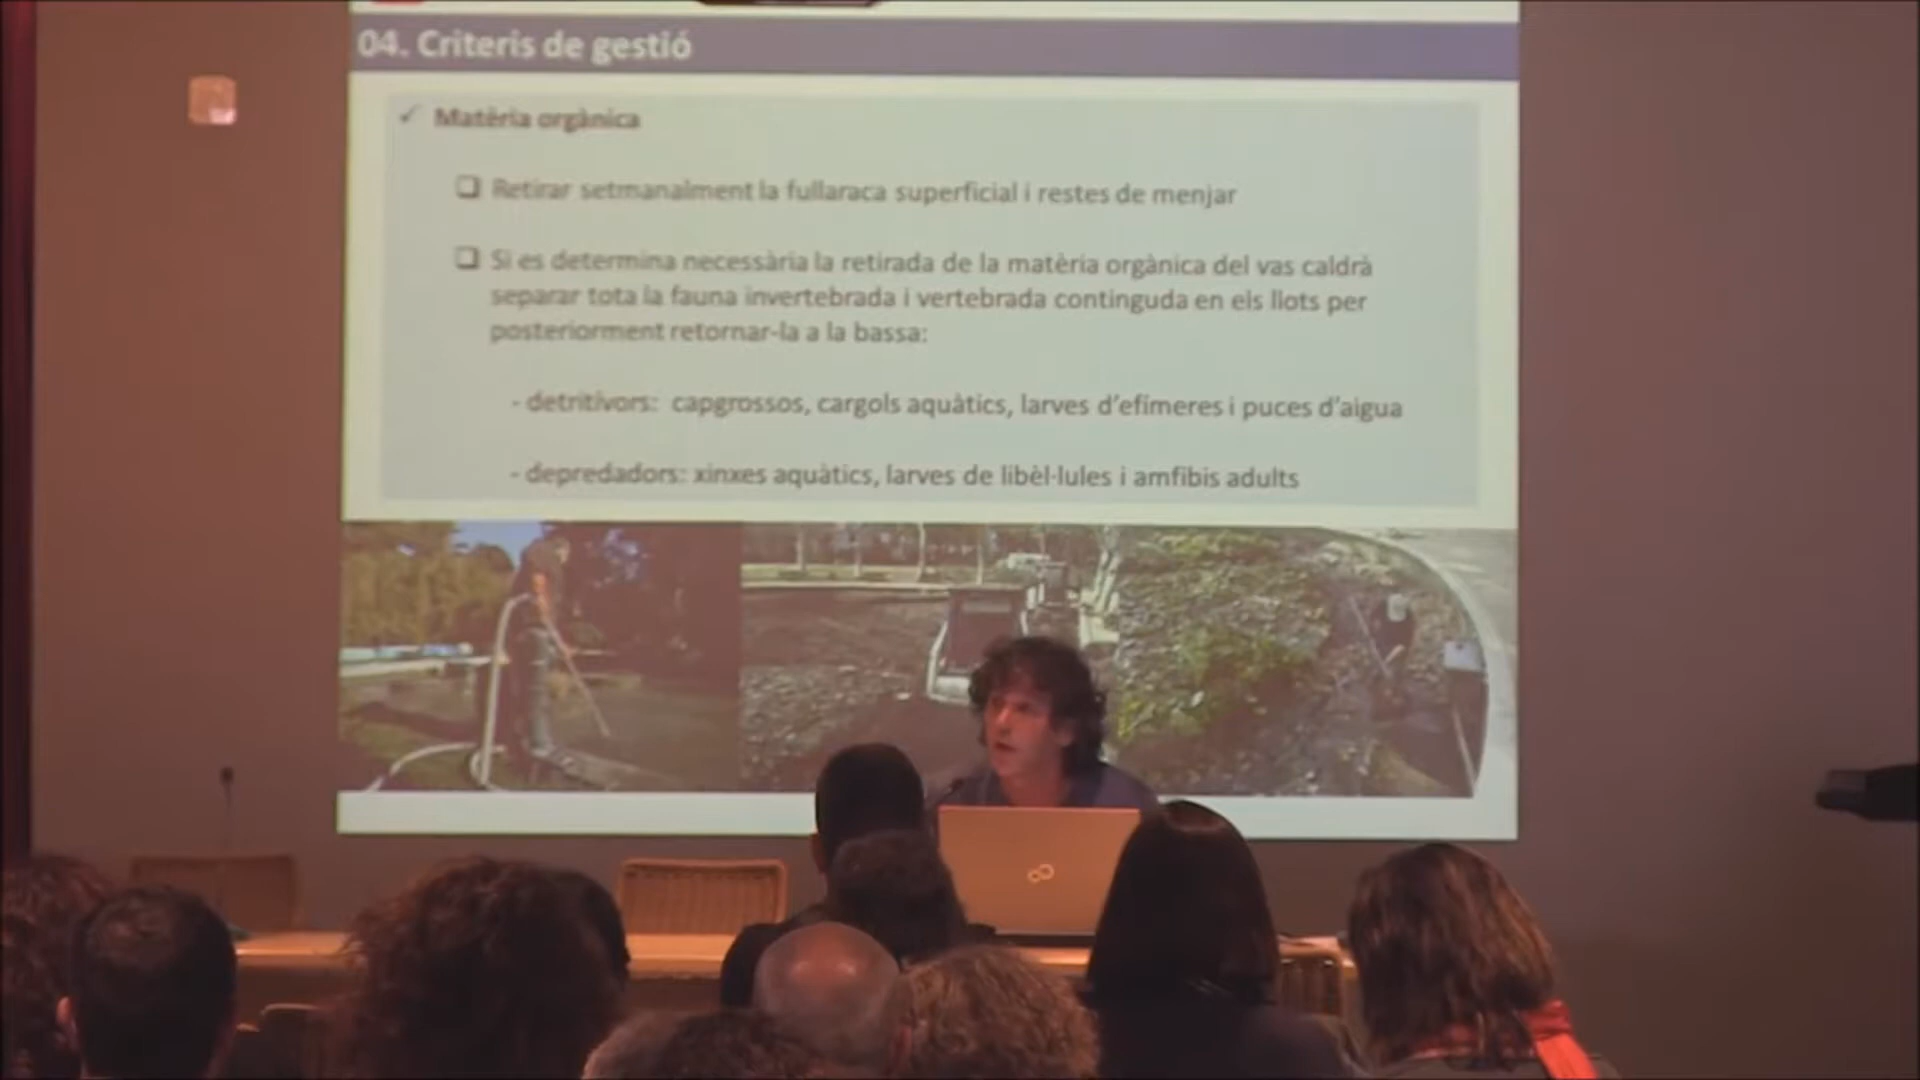 04. Criteris de gestió
✓ Matèria orgànica
❑ Retirar setmanalment la fullaraca superficial i restes de menjar
❑ Si es determina necessària la retirada de la matèria orgànica del vas caldrà
separar tota la fauna invertebrada i vertebrada continguda en els llots per
posteriorment retornar-la a la bassa:
- detritívors: capgrossos, cargols aquàtics, larves d'efímeres i puces d'aigua
- depredadors: xinxes aquàtics, larves de libèl·lules i amfibis adults